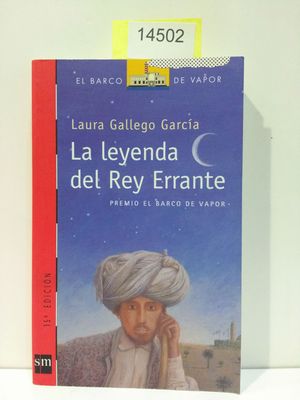 14502
EL BARCO DE VAPOR
Laura Gallego García
La leyenda
del Rey Errante
PREMIO EL BARCO DE VAPOR
15ª EDICIÓN
sm